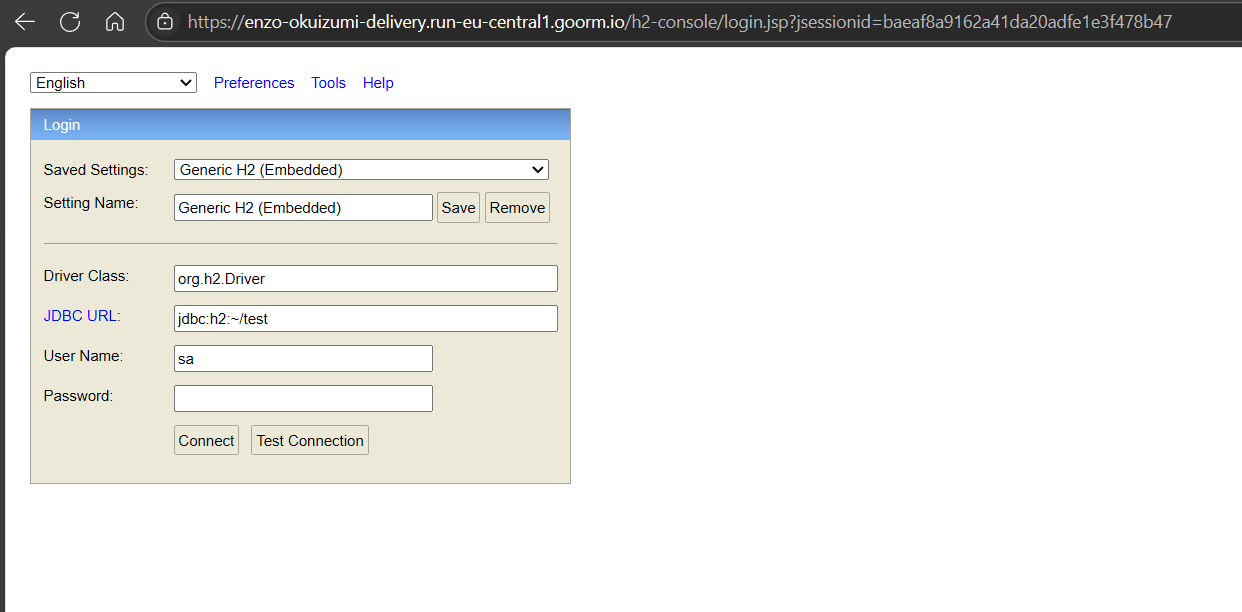 https://enzo-okuizumi-delivery.run-eu-central1.goorm.io/h2-console/login.jsp?jsessionid=baeaf8a9162a41da20adfe1e3f478b47
English Preferences Tools Help
Login
Saved Settings: Generic H2 (Embedded)
Setting Name: Generic H2 (Embedded) Save Remove
Driver Class: org.h2.Driver
JDBC URL: jdbc:h2:~/test
User Name: sa
Password:
Connect Test Connection